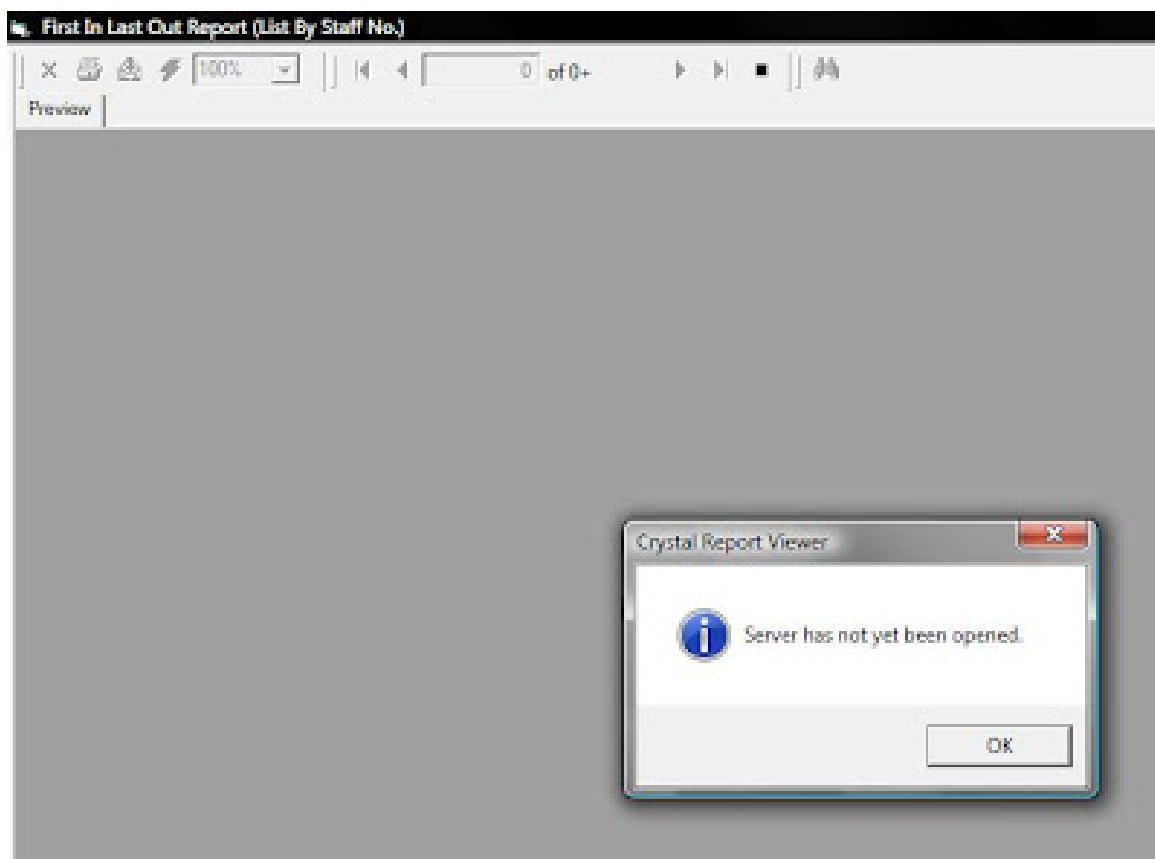 First In Last Out Report (List By Staff No.)
100% 0 of 0+
Preview
Crystal Report Viewer
Server has not yet been opened.
OK